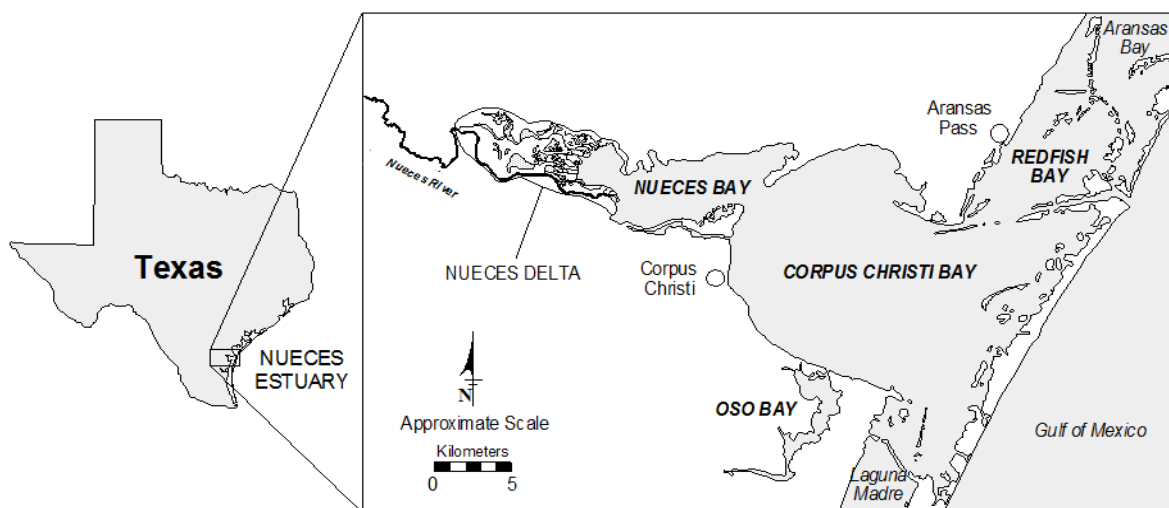 Texas
NUECES
ESTUARY
Nueces River
NUECES DELTA
NUECES BAY
Corpus
Christi
CORPUS CHRISTI BAY
Aransas
Pass
REDFISH
BAY
Aransas
Bay
OSO BAY
Laguna
Madre
Gulf of Mexico
N
Approximate Scale
Kilometers
0 5